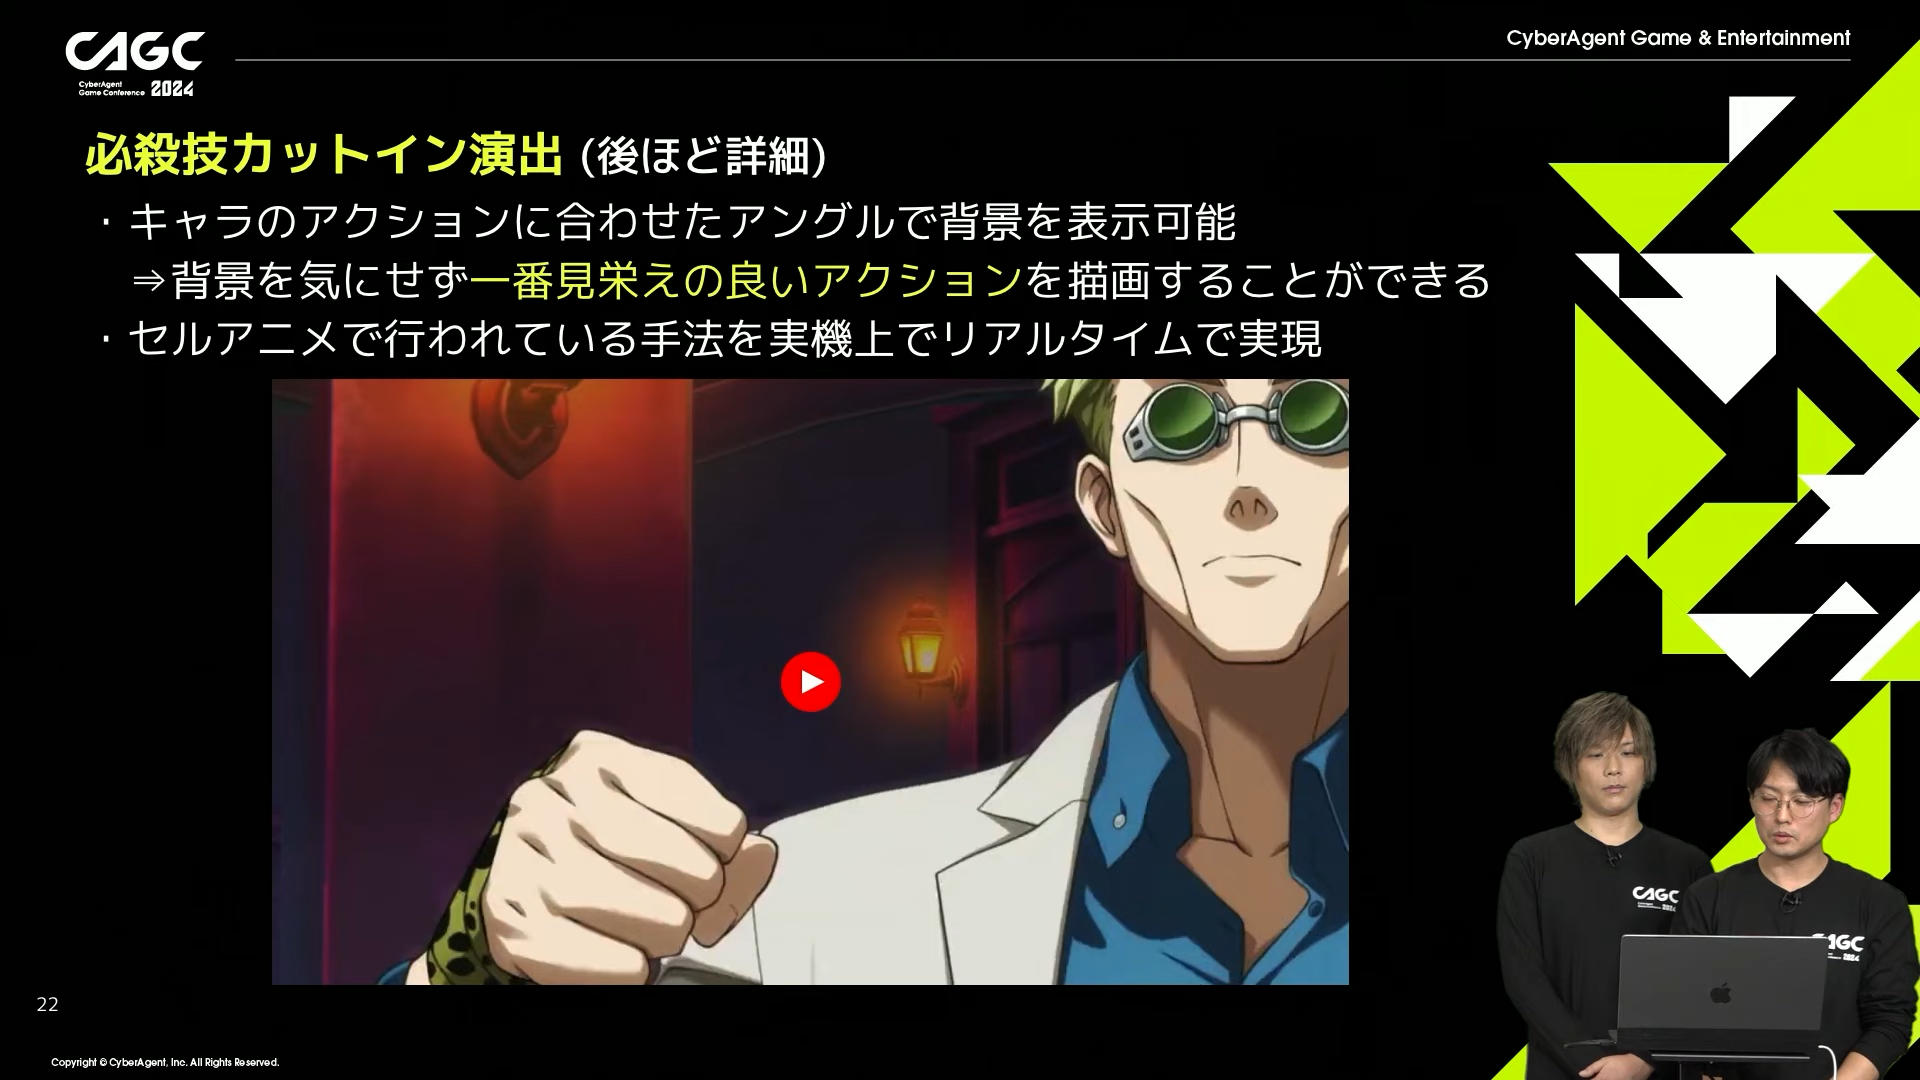 CAGC
CyberAgent
Game Conference 2024
CyberAgent Game & Entertainment
必殺技カットイン演出 (後ほど詳細)
・キャラのアクションに合わせたアングルで背景を表示可能
⇒背景を気にせず一番見栄えの良いアクションを描画することができる
・セルアニメで行われている手法を実機上でリアルタイムで実現
CAGC
2024
AGC
2024
22
Copyright © CyberAgent, Inc. All Rights Reserved.